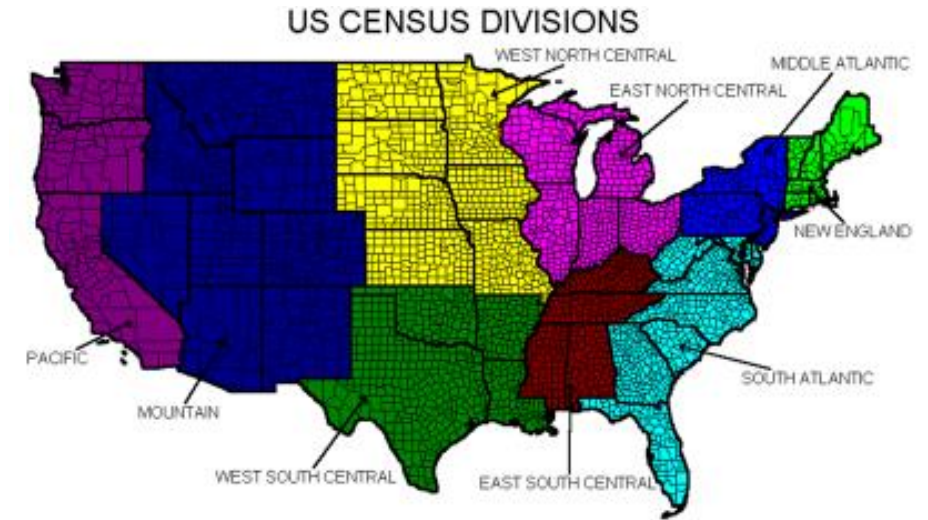 US CENSUS DIVISIONS
WEST NORTH CENTRAL
MIDDLE ATLANTIC
EAST NORTH CENTRAL
NEW ENGLAND
PACIFIC
SOUTH ATLANTIC
MOUNTAIN
WEST SOUTH CENTRAL
EAST SOUTH CENTRAL